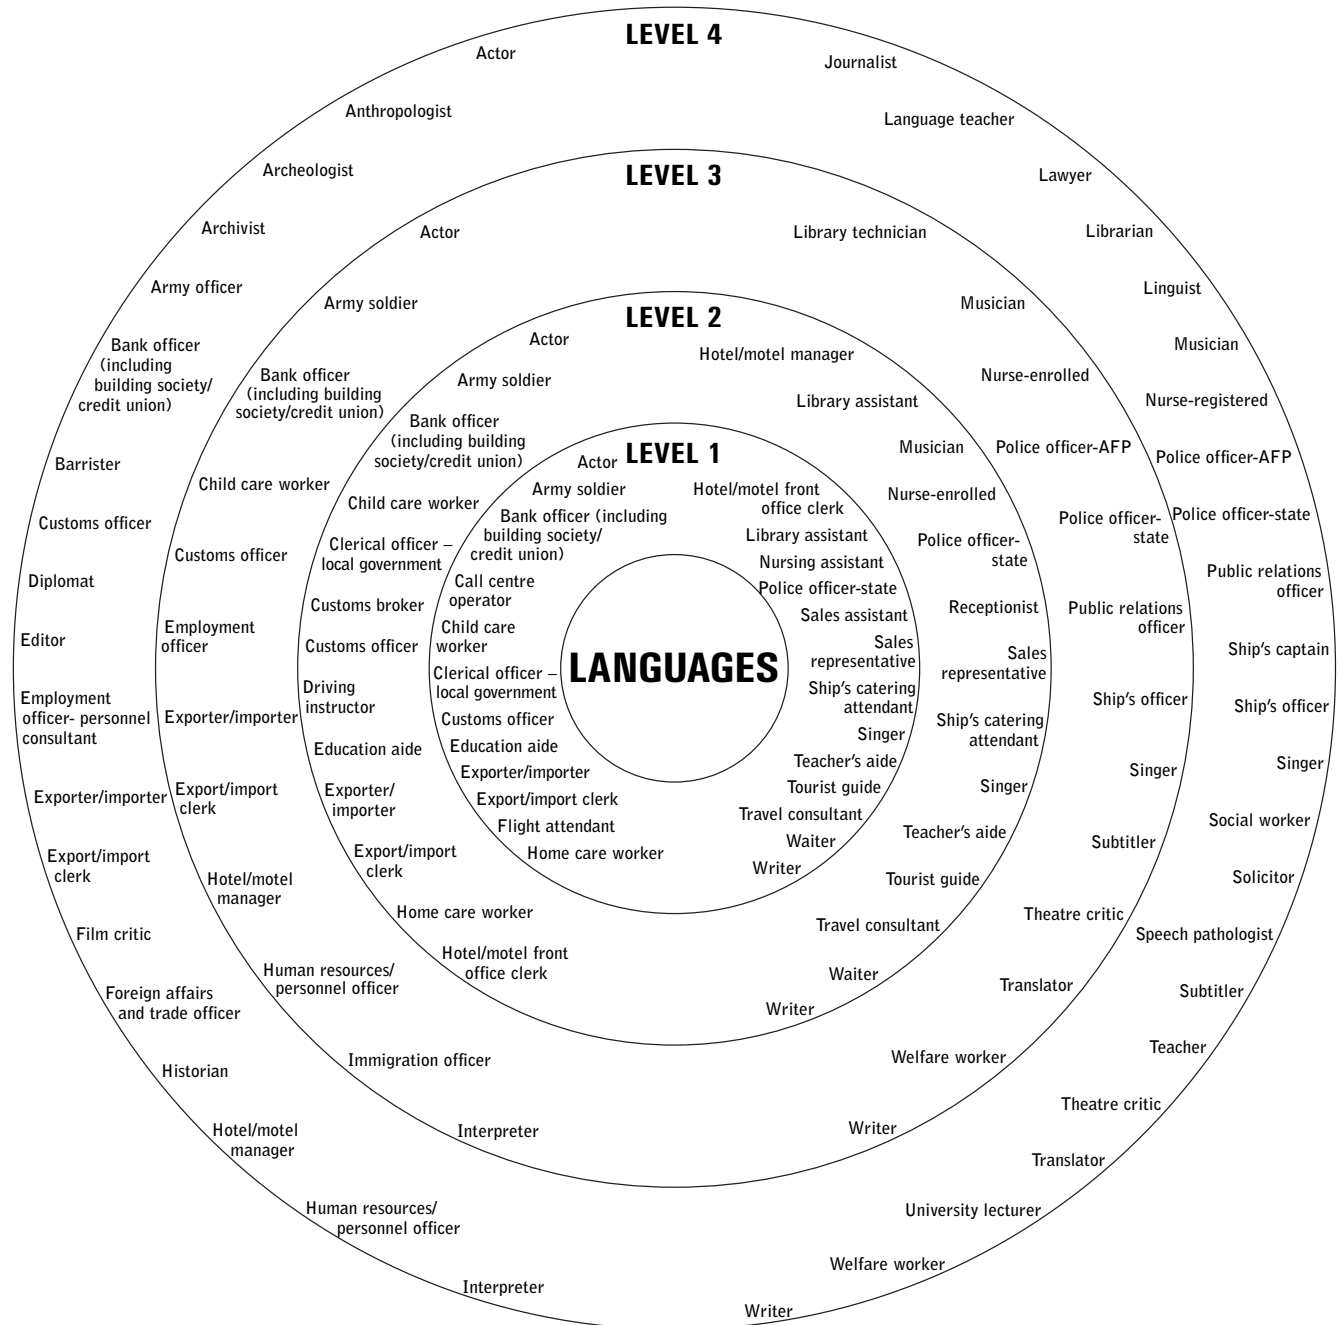 LEVEL 4
Actor
Anthropologist
Archeologist
Archivist
Army officer
Bank officer
(including
building society/
credit union)
Barrister
Customs officer
Diplomat
Editor
Employment
officer- personnel
consultant
Exporter/importer
Export/import
clerk
Film critic
Foreign affairs
and trade officer
Historian
Hotel/motel
manager
Human resources/
personnel officer
Interpreter
Journalist
Language teacher
Lawyer
Librarian
Linguist
Musician
Nurse-registered
Police officer-AFP
Police officer-state
Public relations
officer
Ship's captain
Ship's officer
Singer
Social worker
Solicitor
Speech pathologist
Subtitler
Teacher
Theatre critic
Translator
University lecturer
Welfare worker
Writer
LEVEL 3
Actor
Army soldier
Bank officer
(including building
society/credit union)
Child care worker
Customs officer
Employment
officer
Exporter/importer
Export/import
clerk
Hotel/motel
manager
Human resources/
personnel officer
Immigration officer
Interpreter
Library technician
Musician
Nurse-enrolled
Police officer-AFP
Police officer-
state
Public relations
officer
Ship's officer
Singer
Subtitler
Theatre critic
Translator
Welfare worker
Writer
LEVEL 2
Actor
Army soldier
Bank officer
(including building
society/credit union)
Child care worker
Clerical officer –
local government
Customs broker
Customs officer
Driving
instructor
Education aide
Exporter/
importer
Export/import
clerk
Home care worker
Hotel/motel front
office clerk
Hotel/motel manager
Library assistant
Musician
Nurse-enrolled
Police officer-
state
Receptionist
Sales
representative
Ship's catering
attendant
Singer
Teacher's aide
Tourist guide
Travel consultant
Waiter
Writer
LEVEL 1
Actor
Army soldier
Bank officer (including
building society/
credit union)
Call centre
operator
Child care
worker
Clerical officer –
local government
Customs officer
Education aide
Exporter/importer
Export/import clerk
Flight attendant
Home care worker
Hotel/motel front
office clerk
Library assistant
Nursing assistant
Police officer-state
Sales assistant
Sales
representative
Ship's catering
attendant
Singer
Teacher's aide
Tourist guide
Travel consultant
Waiter
Writer
LANGUAGES